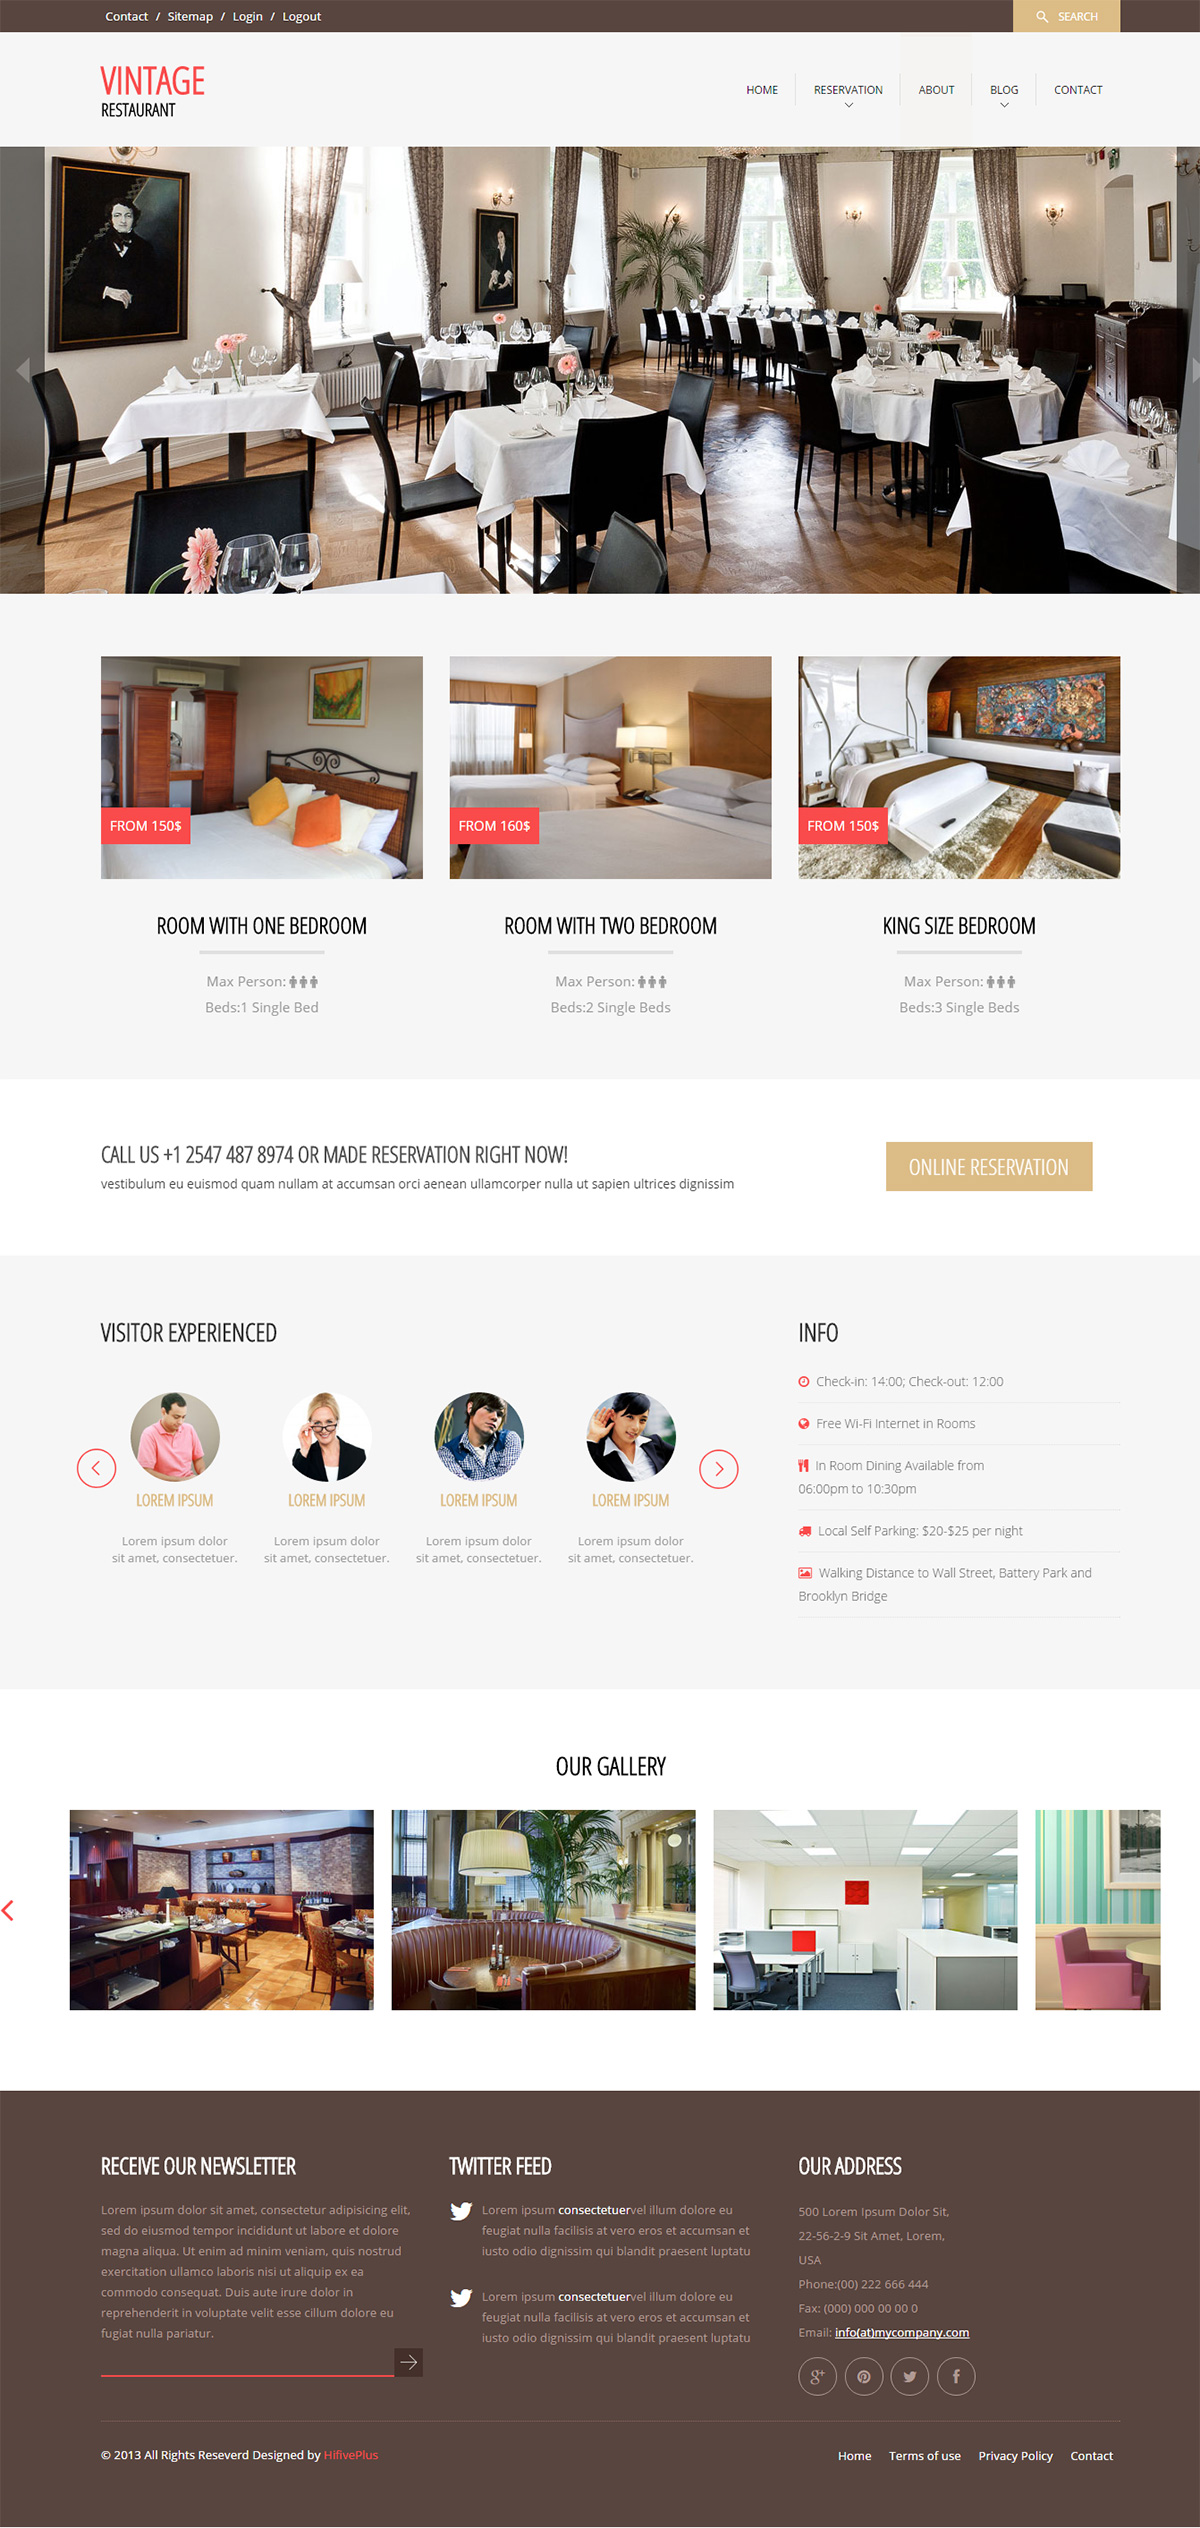 Contact / Sitemap / Login / Logout
SEARCH
VINTAGE
RESTAURANT
HOME
RESERVATION
ABOUT
BLOG
CONTACT
FROM 150$
FROM 160$
FROM 150$
ROOM WITH ONE BEDROOM
Max Person:
Beds:1 Single Bed
ROOM WITH TWO BEDROOM
Max Person:
Beds:2 Single Beds
KING SIZE BEDROOM
Max Person:
Beds:3 Single Beds
CALL US +1 2547 487 8974 OR MADE RESERVATION RIGHT NOW!
vestibulum eu euismod quam nullam at accumsan orci aenean ullamcorper nulla ut sapien ultrices dignissim
ONLINE RESERVATION
VISITOR EXPERIENCED
LOREM IPSUM
Lorem ipsum dolor
sit amet, consectetuer.
LOREM IPSUM
Lorem ipsum dolor
sit amet, consectetuer.
LOREM IPSUM
Lorem ipsum dolor
sit amet, consectetuer.
LOREM IPSUM
Lorem ipsum dolor
sit amet, consectetuer.
INFO
Check-in: 14:00; Check-out: 12:00
Free Wi-Fi Internet in Rooms
In Room Dining Available from
06:00pm to 10:30pm
Local Self Parking: $20-$25 per night
Walking Distance to Wall Street, Battery Park and
Brooklyn Bridge
OUR GALLERY
RECEIVE OUR NEWSLETTER
Lorem ipsum dolor sit amet, consectetur adipisicing elit,
sed do eiusmod tempor incididunt ut labore et dolore
magna aliqua. Ut enim ad minim veniam, quis nostrud
exercitation ullamco laboris nisi ut aliquip ex ea
commodo consequat. Duis aute irure dolor in
reprehenderit in voluptate velit esse cillum dolore eu
fugiat nulla pariatur.
TWITTER FEED
Lorem ipsum consectetuervel illum dolore eu
feugiat nulla facilisis at vero eros et accumsan et
iusto odio dignissim qui blandit praesent luptatu
Lorem ipsum consectetuervel illum dolore eu
feugiat nulla facilisis at vero eros et accumsan et
iusto odio dignissim qui blandit praesent luptatu
OUR ADDRESS
500 Lorem Ipsum Dolor Sit,
22-56-2-9 Sit Amet, Lorem,
USA
Phone:(00) 222 666 444
Fax: (000) 000 00 00 0
Email: info(at)mycompany.com
© 2013 All Rights Reseverd Designed by HifivePlus
Home
Terms of use
Privacy Policy
Contact